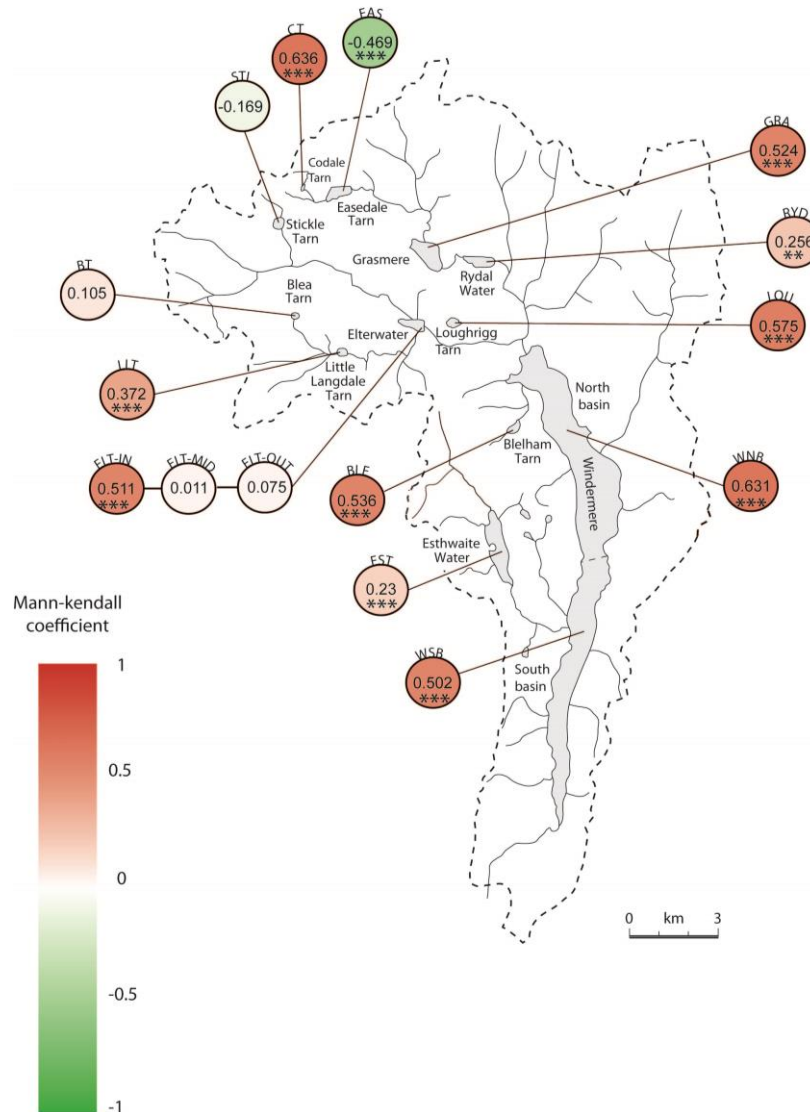 EAS
-0.469
***
CT
0.636
***
STI
-0.169
GRA
0.524
***
Codale
Tarn
Easedale
Tarn
RYD
0.256
**
Stickle
Tarn
Grasmere
Rydal
Water
BT
0.105
Blea
Tarn
LOU
0.575
***
Elterwater
Loughrigg
Tarn
Little
Langdale
Tarn
LLT
0.372
***
North
basin
ELT-IN
0.511
***
ELT-MID
0.011
ELT-OUT
0.075
BLE
0.536
***
Blelham
Tarn
Windermere
WNB
0.631
***
Esthwaite
Water
EST
0.23
***
Mann-kendall
coefficient
WSB
0.502
***
South
basin
1
0.5
0
-0.5
-1
0 km 3